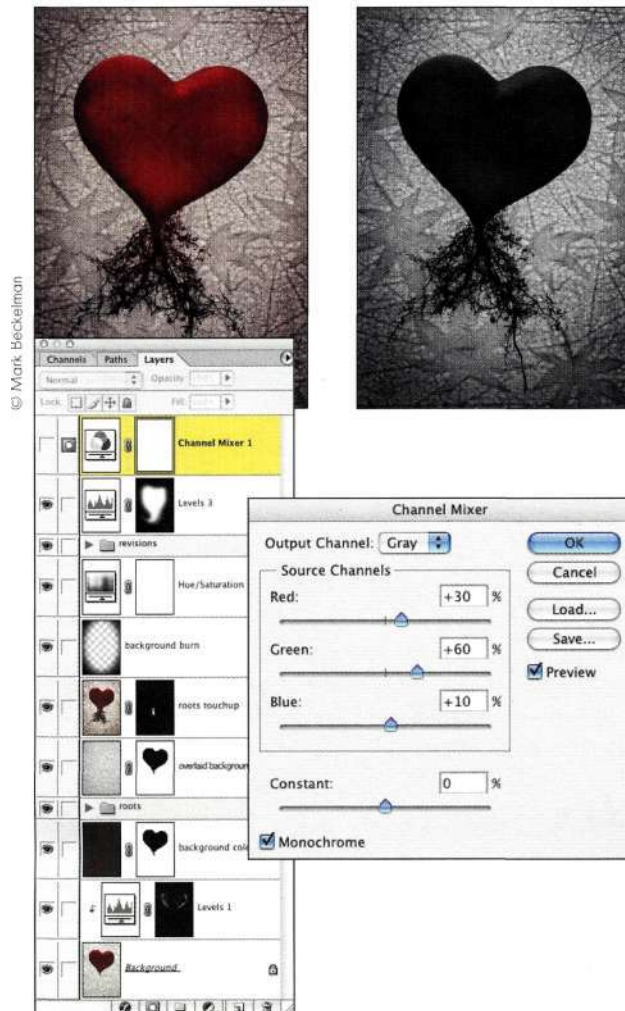 © Mark Beckelman
Channels Paths Layers
Normal Opacity:
Lock: Fill:
Channel Mixer 1
Levels 3
revisions
Hue/Saturation
background burn
roots touchup
overlaid backgroun
roots
background colo
Levels 1
Background
Channel Mixer
Output Channel: Gray
Source Channels
Red: +30 %
Green: +60 %
Blue: +10 %
Constant: 0 %
Monochrome
OK
Cancel
Load...
Save...
Preview